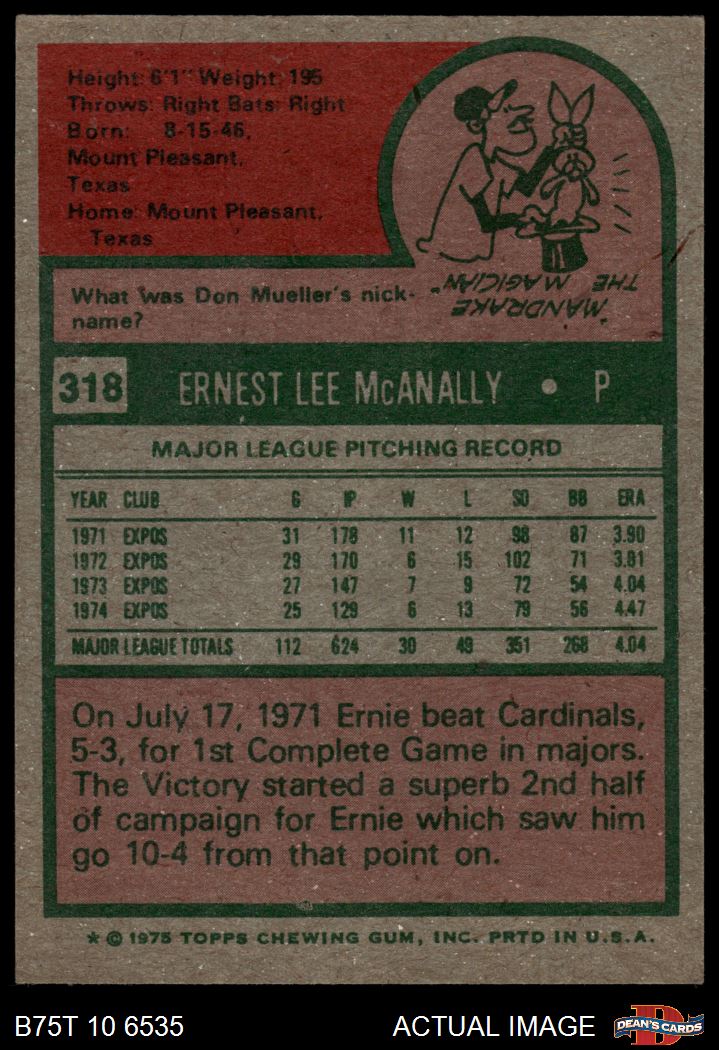 Height: 6'1" Weight: 195
Throws: Right Bats: Right
Born: 8-15-46,
Mount Pleasant,
Texas
Home: Mount Pleasant,
Texas
What was Don Mueller's nick-
name?
"MANDRAKE
THE MAGICIAN"
318 ERNEST LEE McANALLY • P
MAJOR LEAGUE PITCHING RECORD
YEAR CLUB G IP W L SO BB ERA
1971 EXPOS 31 178 11 12 98 87 3.90
1972 EXPOS 29 170 6 15 102 71 3.81
1973 EXPOS 27 147 7 9 72 54 4.04
1974 EXPOS 25 129 6 13 79 56 4.47
MAJOR LEAGUE TOTALS 112 624 30 49 351 268 4.04
On July 17, 1971 Ernie beat Cardinals,
5-3, for 1st Complete Game in majors.
The Victory started a superb 2nd half
of campaign for Ernie which saw him
go 10-4 from that point on.
* © 1975 TOPPS CHEWING GUM, INC. PRTD IN U.S.A.
B75T 10 6535 ACTUAL IMAGE DEAN'S CARDS